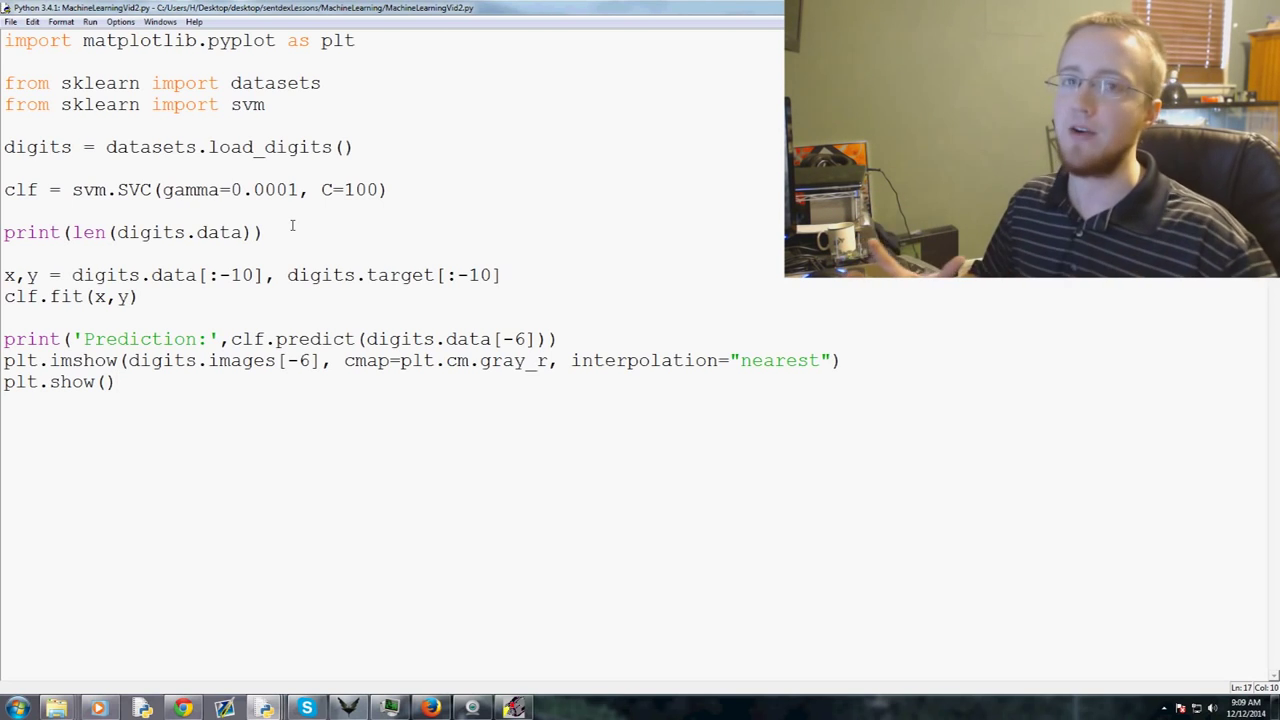 Python 3.4.1: MachineLearningVid2.py - C:/Users/H/Desktop/desktop/sentdexLessons/MachineLearning/MachineLearningVid2.py
File Edit Format Run Options Windows Help
import matplotlib.pyplot as plt
from sklearn import datasets
from sklearn import svm
digits = datasets.load_digits()
clf = svm.SVC(gamma=0.0001, C=100)
print(len(digits.data))
x,y = digits.data[:-10], digits.target[:-10]
clf.fit(x,y)
print('Prediction:',clf.predict(digits.data[-6]))
plt.imshow(digits.images[-6], cmap=plt.cm.gray_r, interpolation="nearest")
plt.show()
Ln: 17 Col: 10
9:09 AM
12/12/2014